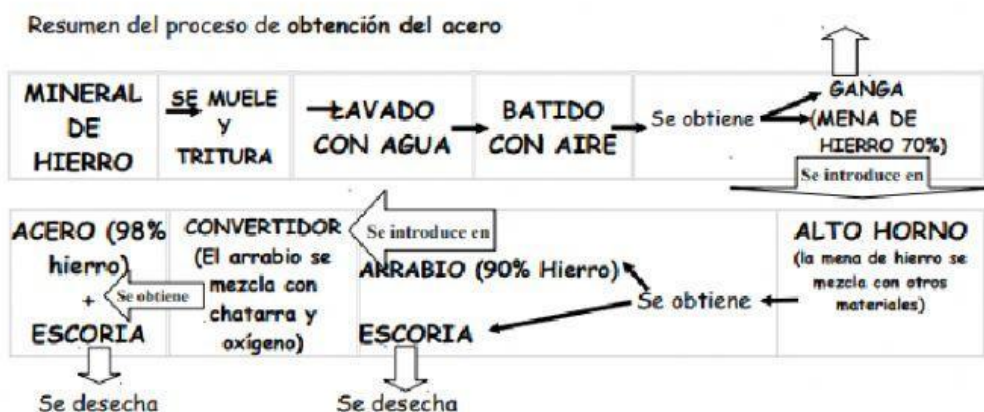 Resumen del proceso de obtención del acero
MINERAL
DE
HIERRO
SE MUELE
Y
TRITURA
LAVADO
CON AGUA
BATIDO
CON AIRE
Se obtiene
GANGA
(MENA DE
HIERRO 70%)
Se introduce en
ALTO HORNO
(la mena de hierro se
mezcla con otros
materiales)
Se obtiene
ARRABIO (90% Hierro)
ESCORIA
Se desecha
Se introduce en
CONVERTIDOR
(El arrabio se
mezcla con
chatarra y
oxígeno)
Se obtiene
ACERO (98%
hierro)
+
ESCORIA
Se desecha